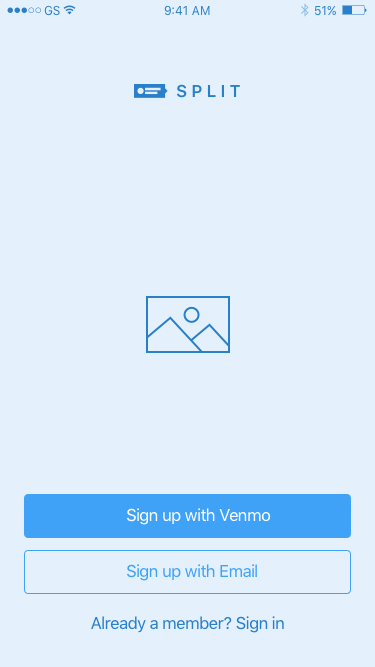 GS 9:41 AM 51%
SPLIT
Sign up with Venmo
Sign up with Email
Already a member? Sign in